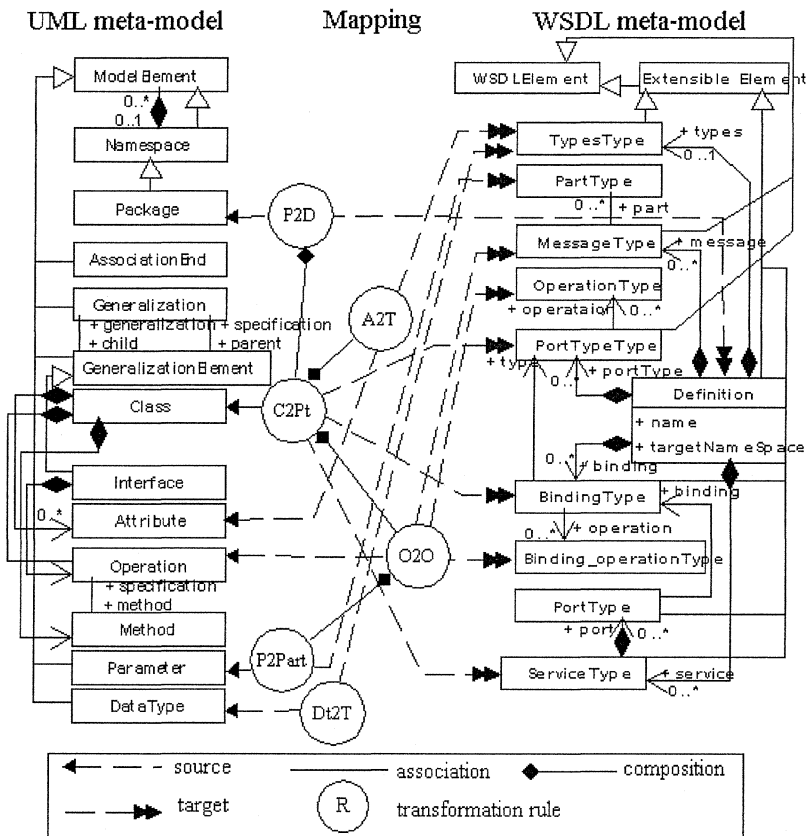 UML meta-model
Mapping
WSDL meta-model
ModelElement
0..*
0..1
Namespace
Package
AssociationEnd
Generalization
+ generalization
+ specification
+ child
+ parent
GeneralizationElement
Class
Interface
0..*
Attribute
Operation
+ specification
+ method
Method
Parameter
DataType
P2D
A2T
C2Pt
O2O
P2Part
Dt2T
WSDLElement
Extensible Element
TypesType
+ types
0..1
PartType
0..*
+ part
MessageType
+ message
0..*
OperationType
+ operataior
0..*
PortTypeType
+ type
+ portType
0..
Definition
+ name
+ targetNameSpace
0..*
+ binding
BindingType
+ binding
0..*
+ operation
Binding_operationType
PortType
+ port
0..*
ServiceType
+ service
0..*
source
association
composition
target
R
transformation rule